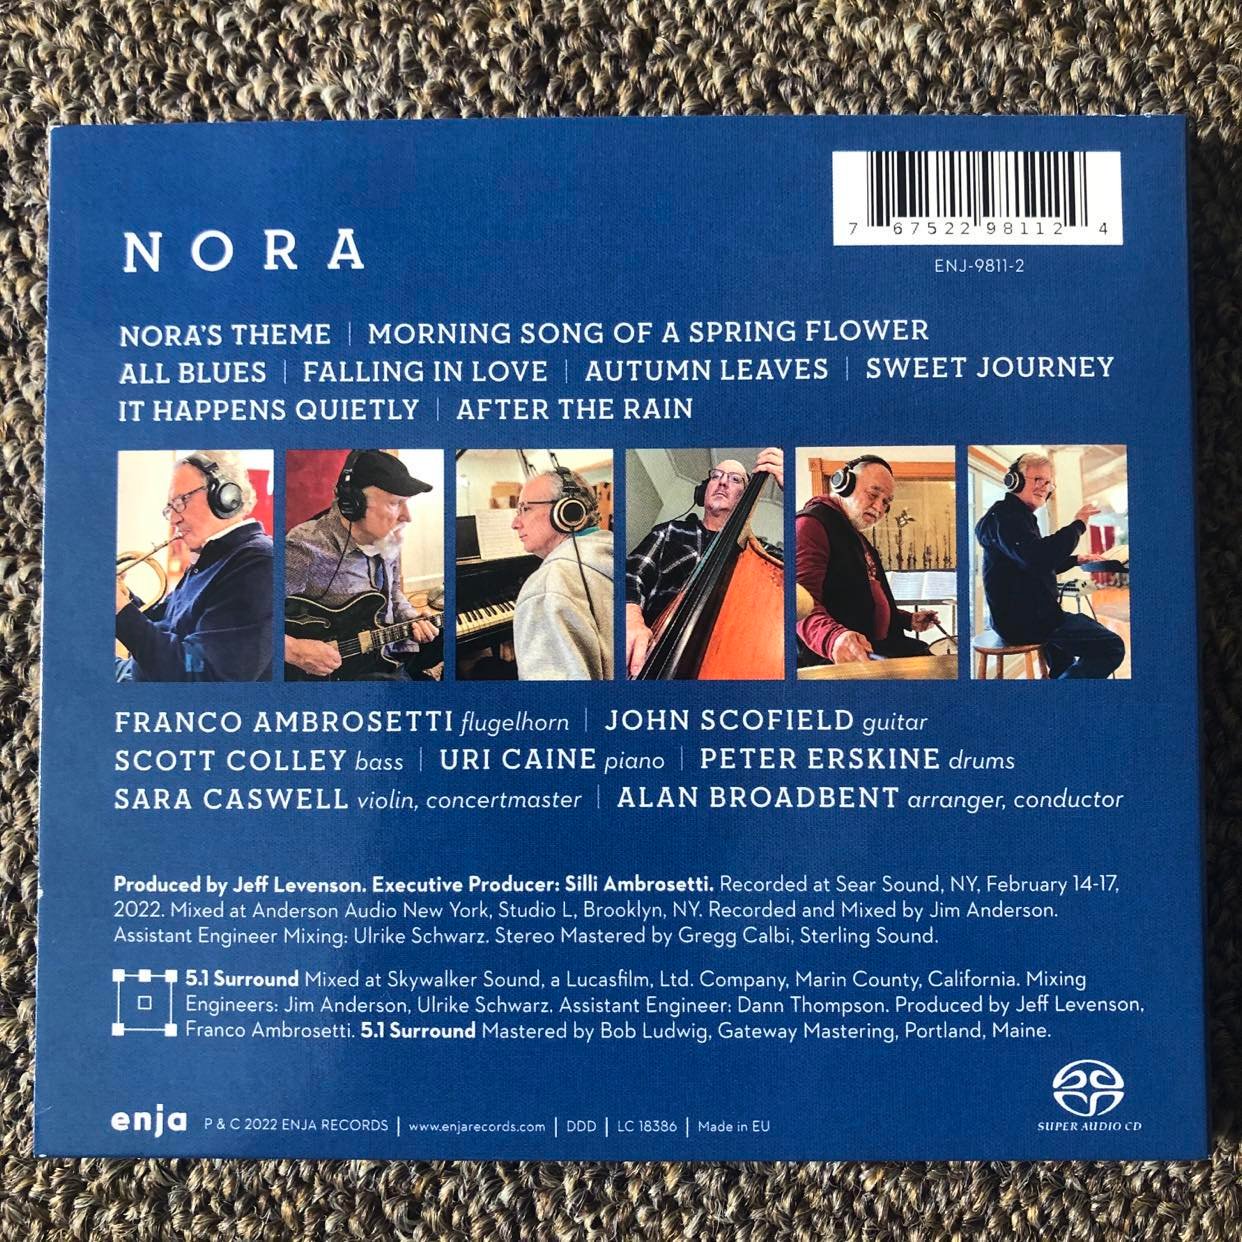 7 67522 98112 4
ENJ-9811-2
NORA
NORA'S THEME | MORNING SONG OF A SPRING FLOWER
ALL BLUES | FALLING IN LOVE | AUTUMN LEAVES | SWEET JOURNEY
IT HAPPENS QUIETLY | AFTER THE RAIN
FRANCO AMBROSETTI flugelhorn | JOHN SCOFIELD guitar
SCOTT COLLEY bass | URI CAINE piano | PETER ERSKINE drums
SARA CASWELL violin, concertmaster | ALAN BROADBENT arranger, conductor
Produced by Jeff Levenson. Executive Producer: Silli Ambrosetti. Recorded at Sear Sound, NY, February 14-17,
2022. Mixed at Anderson Audio New York, Studio L, Brooklyn, NY. Recorded and Mixed by Jim Anderson.
Assistant Engineer Mixing: Ulrike Schwarz. Stereo Mastered by Gregg Calbi, Sterling Sound.
5.1 Surround Mixed at Skywalker Sound, a Lucasfilm, Ltd. Company, Marin County, California. Mixing
Engineers: Jim Anderson, Ulrike Schwarz. Assistant Engineer: Dann Thompson. Produced by Jeff Levenson,
Franco Ambrosetti. 5.1 Surround Mastered by Bob Ludwig, Gateway Mastering, Portland, Maine.
enja P & C 2022 ENJA RECORDS | www.enjarecords.com | DDD | LC 18386 | Made in EU
SUPER AUDIO CD